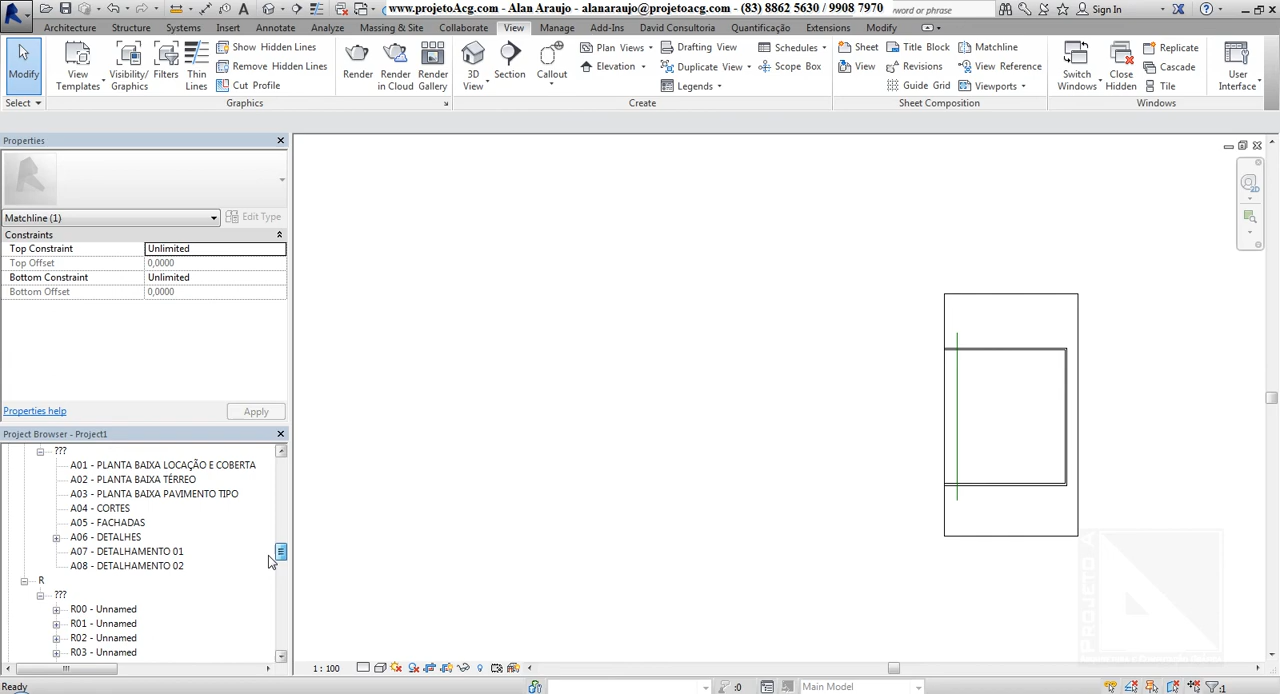 www.projetoAcg.com - Alan Araujo - alanaraujo@projetoacg.com - (83) 8862 5630 / 9908 7970
or phrase
Sign In
Architecture Structure Systems Insert Annotate Analyze Massing & Site Collaborate View Manage Add-Ins David Consultoria Quantificação Extensions Modify
Modify
View Templates
Visibility/ Graphics
Filters
Thin Lines
Show Hidden Lines
Remove Hidden Lines
Cut Profile
Render
Render in Cloud
Render Gallery
3D View
Section
Callout
Plan Views
Elevation
Drafting View
Duplicate View
Legends
Schedules
Scope Box
Sheet
View
Title Block
Revisions
Guide Grid
Matchline
View Reference
Viewports
Switch Windows
Close Hidden
Replicate
Cascade
Tile
User Interface
Select Graphics Create Sheet Composition Windows
Properties
Matchline (1)
Edit Type
Constraints
Top Constraint Unlimited
Top Offset 0,0000
Bottom Constraint Unlimited
Bottom Offset 0,0000
Properties help
Apply
Project Browser - Project1
???
A01 - PLANTA BAIXA LOCAÇÃO E COBERTA
A02 - PLANTA BAIXA TÉRREO
A03 - PLANTA BAIXA PAVIMENTO TIPO
A04 - CORTES
A05 - FACHADAS
A06 - DETALHES
A07 - DETALHAMENTO 01
A08 - DETALHAMENTO 02
R
???
R00 - Unnamed
R01 - Unnamed
R02 - Unnamed
R03 - Unnamed
1 : 100
Ready
:0
Main Model
:1
2D
PROJETO A